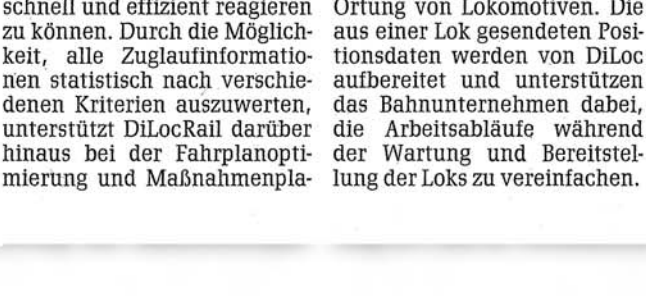 schnell und effizient reagieren
zu können. Durch die Möglich-
keit, alle Zuglaufinformatio-
nen statistisch nach verschie-
denen Kriterien auszuwerten,
unterstützt DiLocRail darüber
hinaus bei der Fahrplanopti-
mierung und Maßnahmenpla-
Ortung von Lokomotiven. Die
aus einer Lok gesendeten Posi-
tionsdaten werden von DiLoc
aufbereitet und unterstützen
das Bahnunternehmen dabei,
die Arbeitsabläufe während
der Wartung und Bereitstel-
lung der Loks zu vereinfachen.